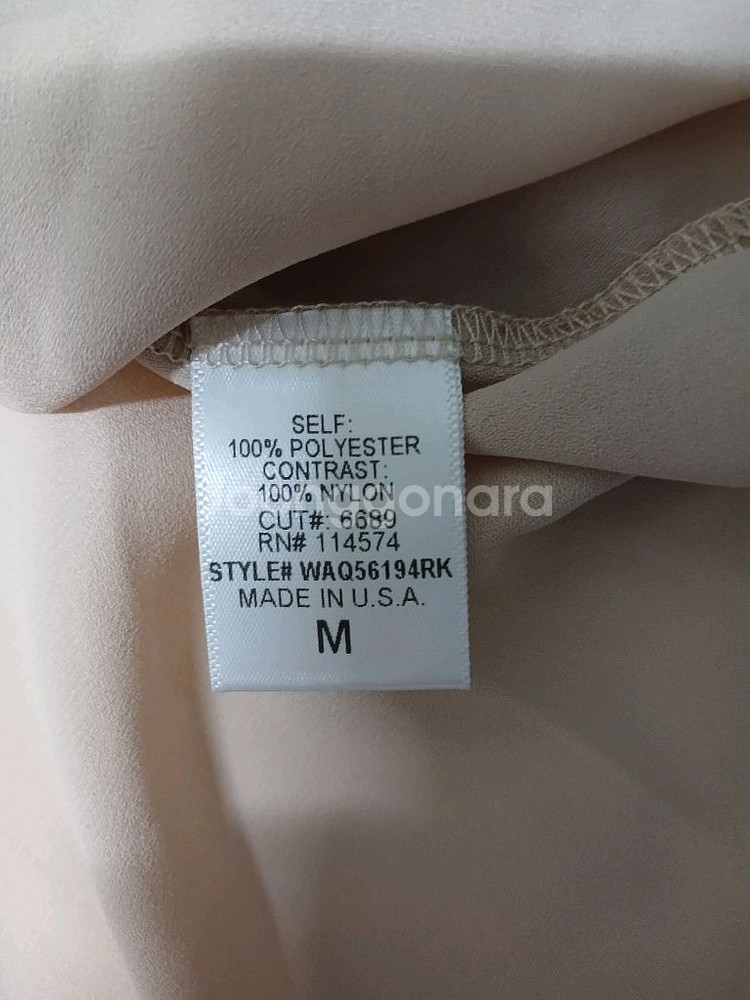 SELF:
100% POLYESTER
CONTRAST:
100% NYLON
CUT#: 6689
RN# 114574
STYLE# WAQ56194RK
MADE IN U.S.A.
M